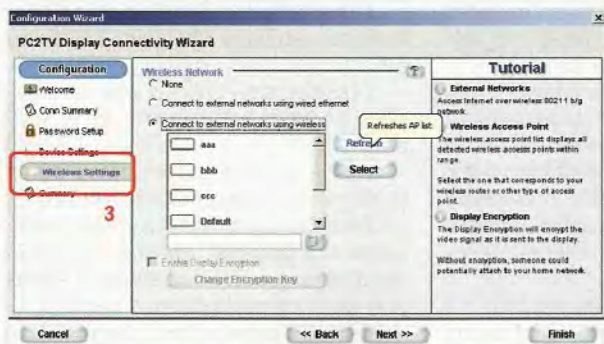 Configuration Wizard
PC2TV Display Connectivity Wizard
Configuration
Welcome
Conn Summary
Password Setup
Device Settings
Wireless Settings
Summary
3
Wireless Network
None
Connect to external networks using wired ethernet
Connect to external networks using wireless
aaa
bbb
ccc
Default
Refresh
Refreshes AP list
Select
Enable Display Encryption
Change Encryption Key
Tutorial
External Networks
Access Internet over wireless 80211 b/g
network.
Wireless Access Point
The wireless access point list displays all
detected wireless access points within
range.
Select the one that corresponds to your
wireless router or other type of access
point.
Display Encryption
The Display Encryption will encrypt the
video signal as it is sent to the display.
Without encryption, someone could
potentially attach to your home network.
Cancel
<< Back
Next >>
Finish